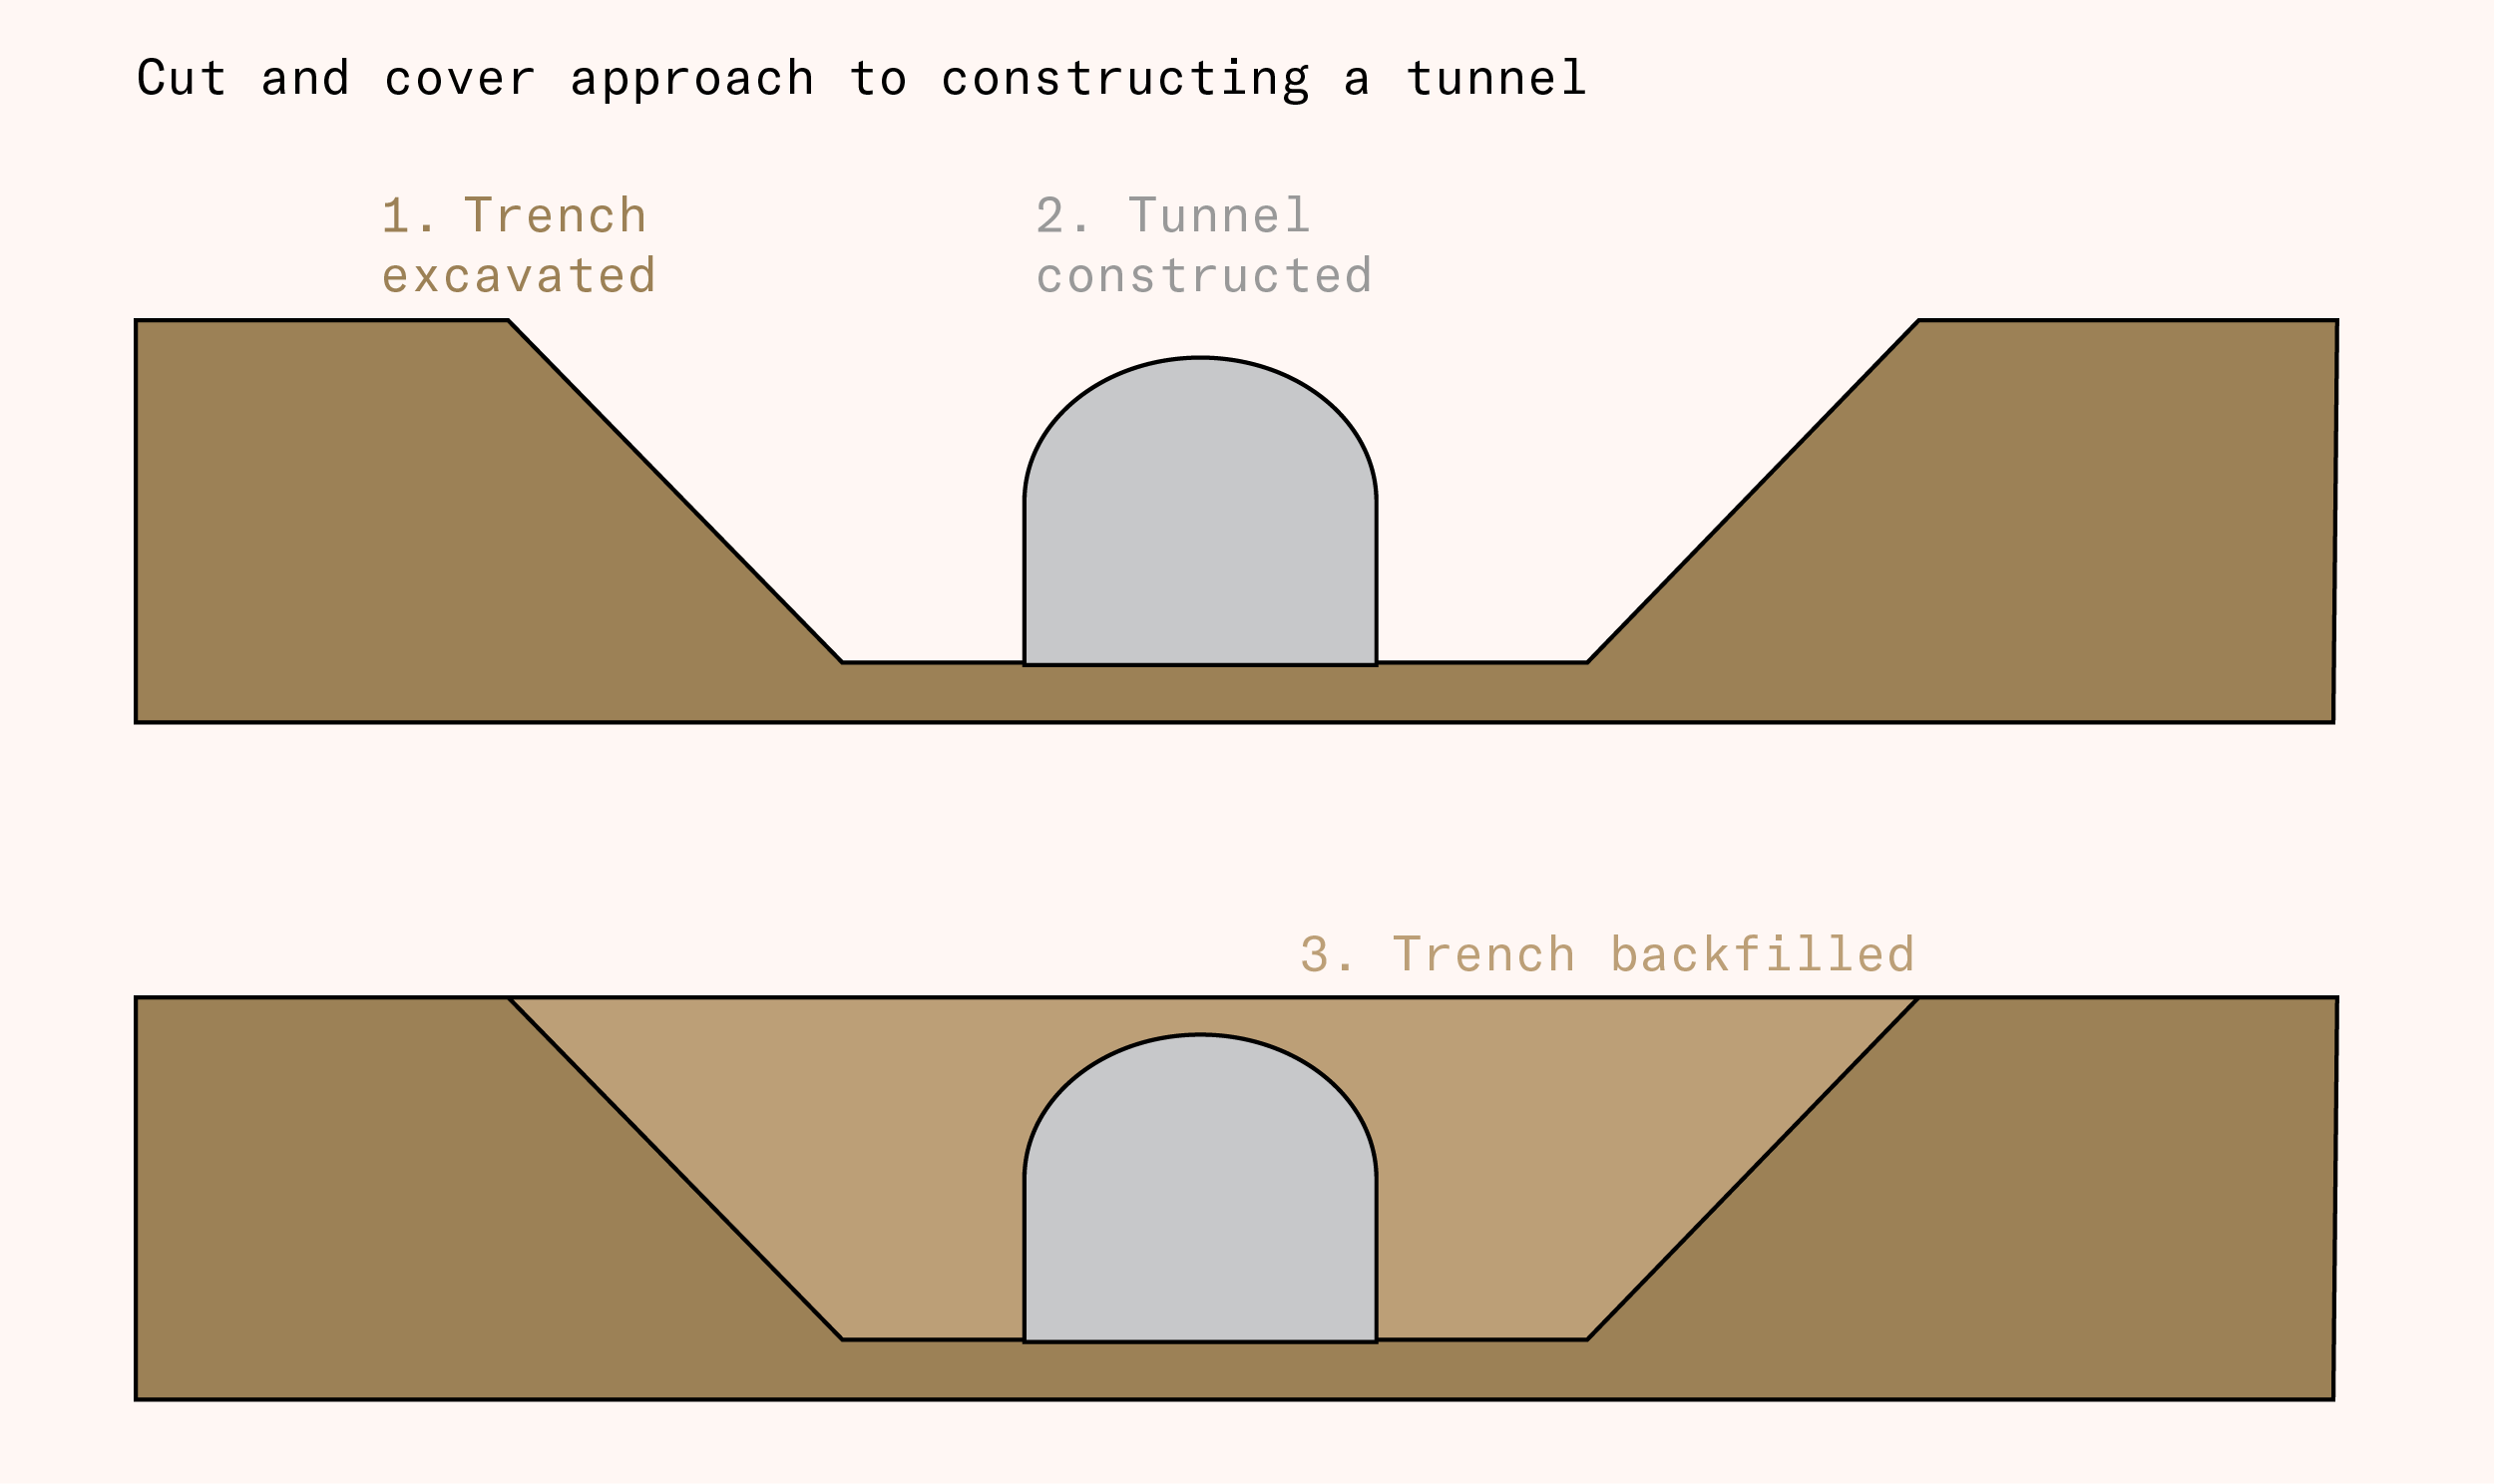 Cut and cover approach to constructing a tunnel
1. Trench
excavated
2. Tunnel
constructed
3. Trench backfilled